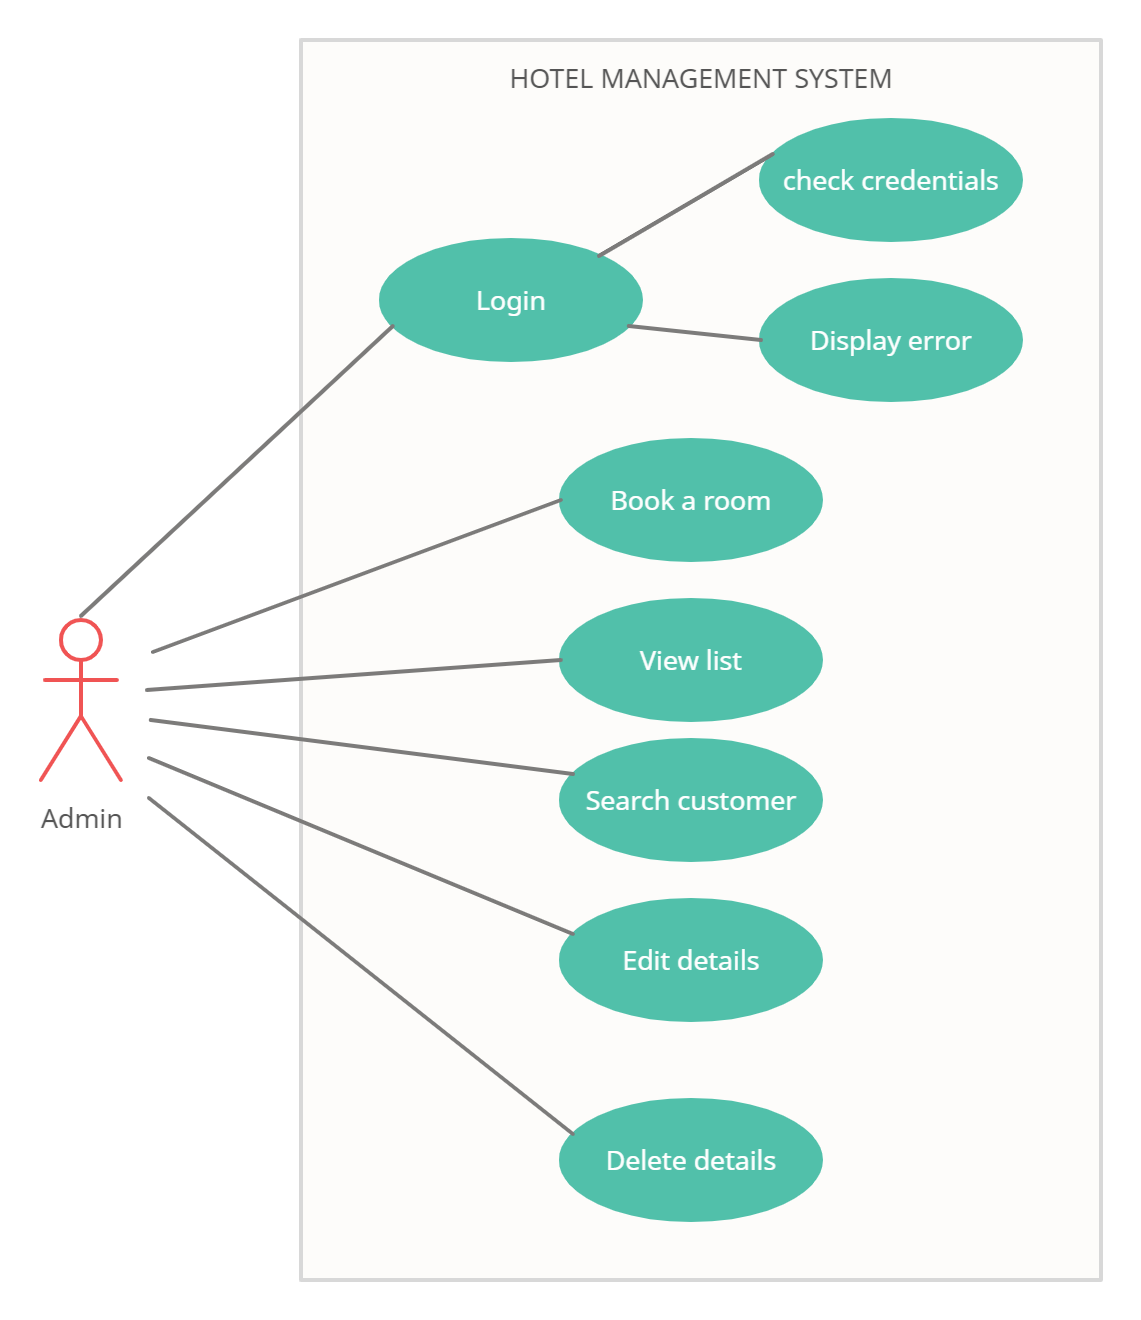 HOTEL MANAGEMENT SYSTEM
check credentials
Login
Display error
Book a room
View list
Search customer
Admin
Edit details
Delete details